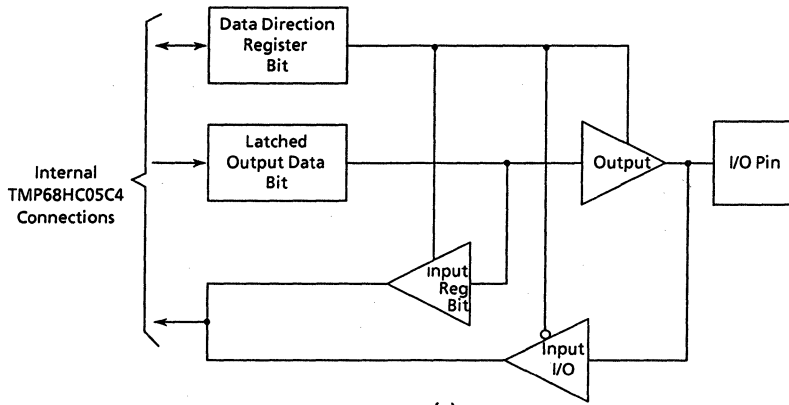 Data Direction
Register
Bit
Latched
Output Data
Bit
Output
I/O Pin
Internal
TMP68HC05C4
Connections
Input
Reg
Bit
Input
I/O